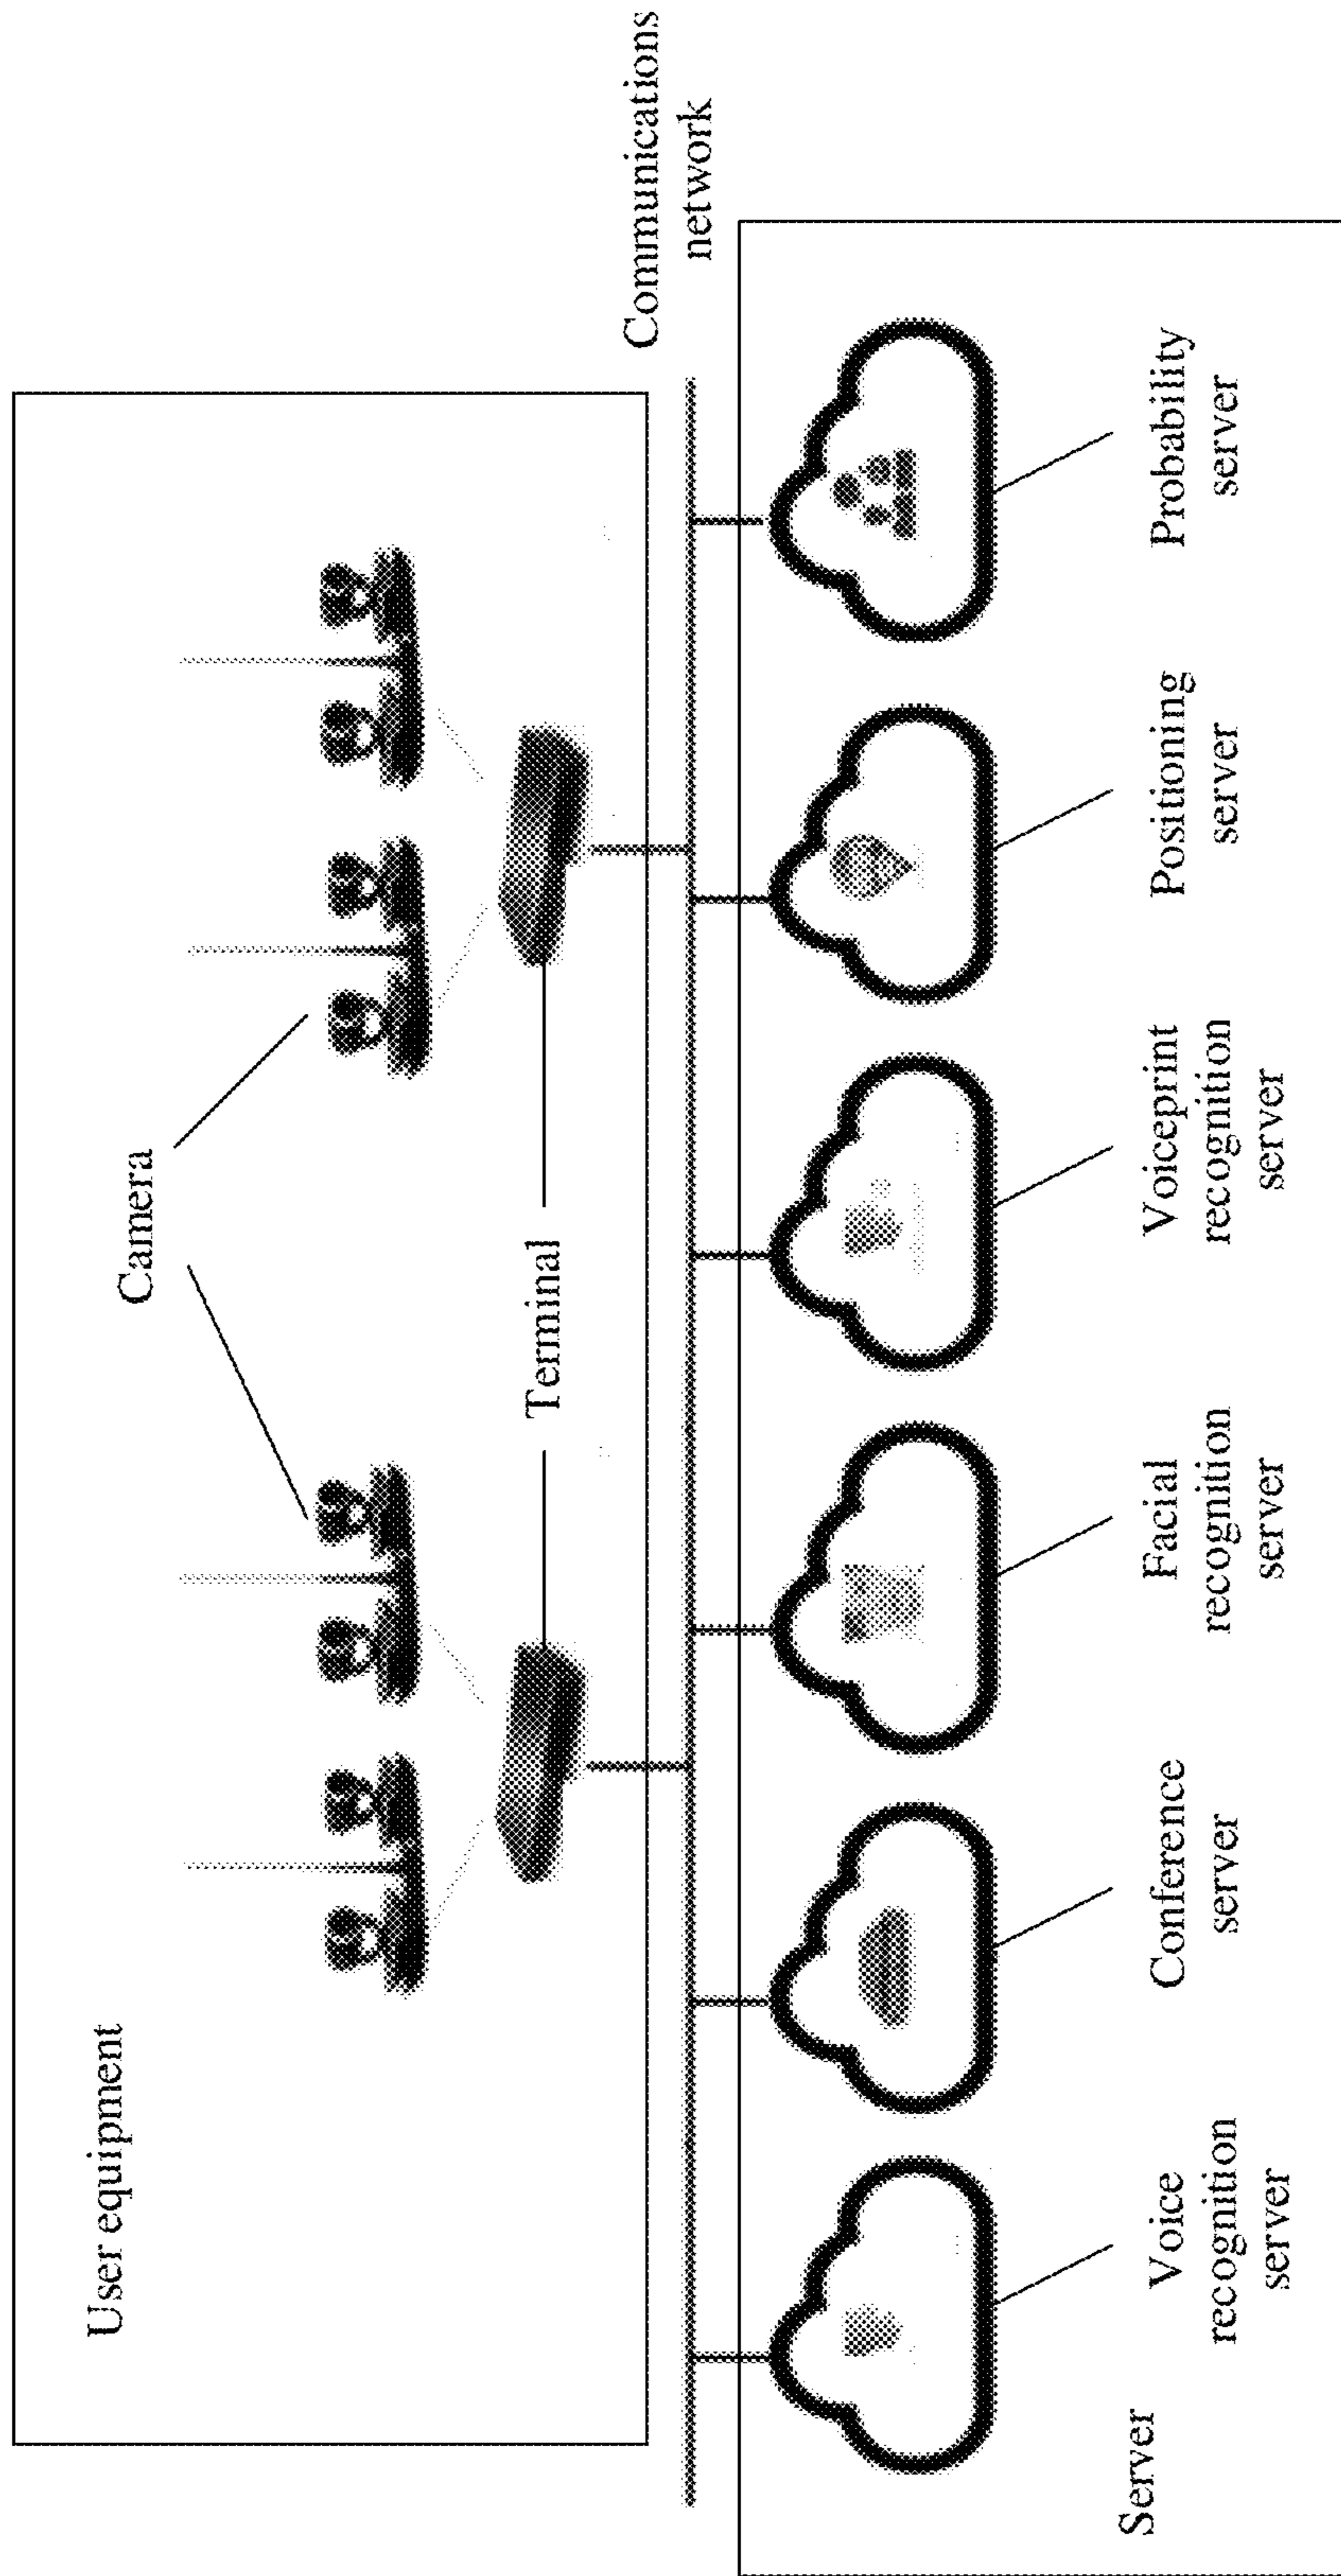 User equipment
Camera
Terminal
Communications
network
Voice
recognition
server
Conference
server
Facial
recognition
server
Voiceprint
recognition
server
Positioning
server
Probability
server
Server